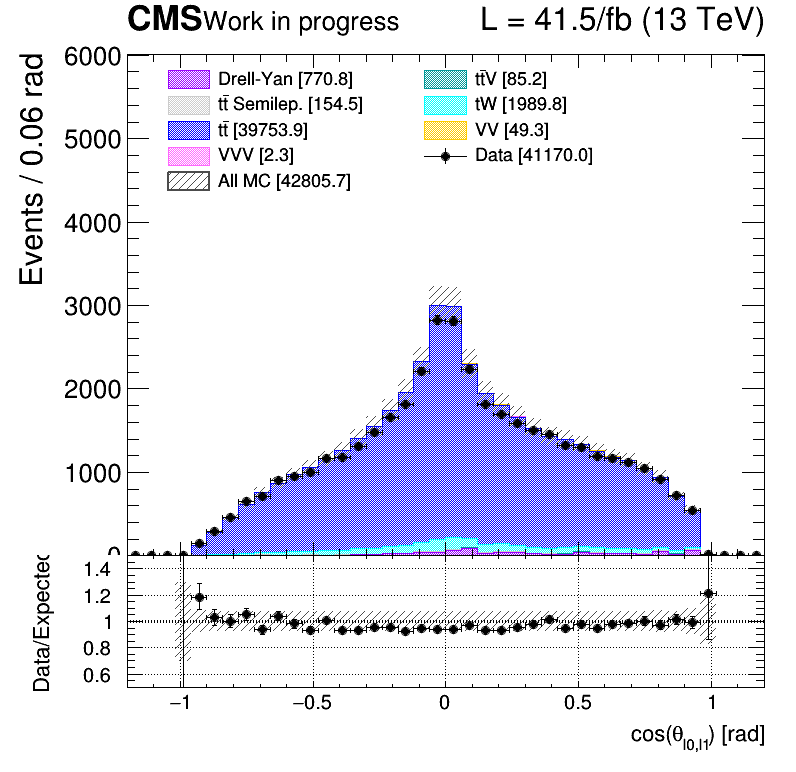 CMS Work in progress L = 41.5/fb (13 TeV)
Events / 0.06 rad
6000
5000
4000
3000
2000
1000
0
Drell-Yan [770.8]
tt̄ Semilep. [154.5]
tt̄ [39753.9]
VVV [2.3]
All MC [42805.7]
tt̄V [85.2]
tW [1989.8]
VV [49.3]
Data [41170.0]
Data/Expected
1.4
1.2
1
0.8
0.6
−1 −0.5 0 0.5 1
cos(θl0,l1) [rad]